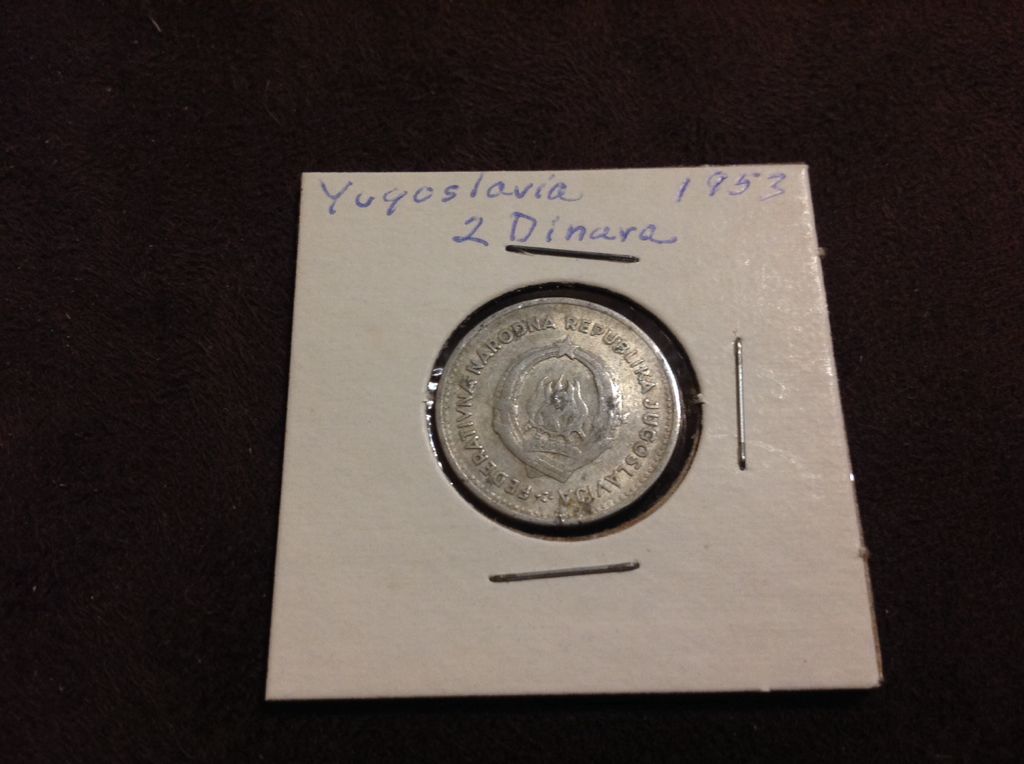 Yugoslavia 1953
2 Dinara
FEDERATIVNA NARODNA REPUBLIKA JUGOSLAVIJA